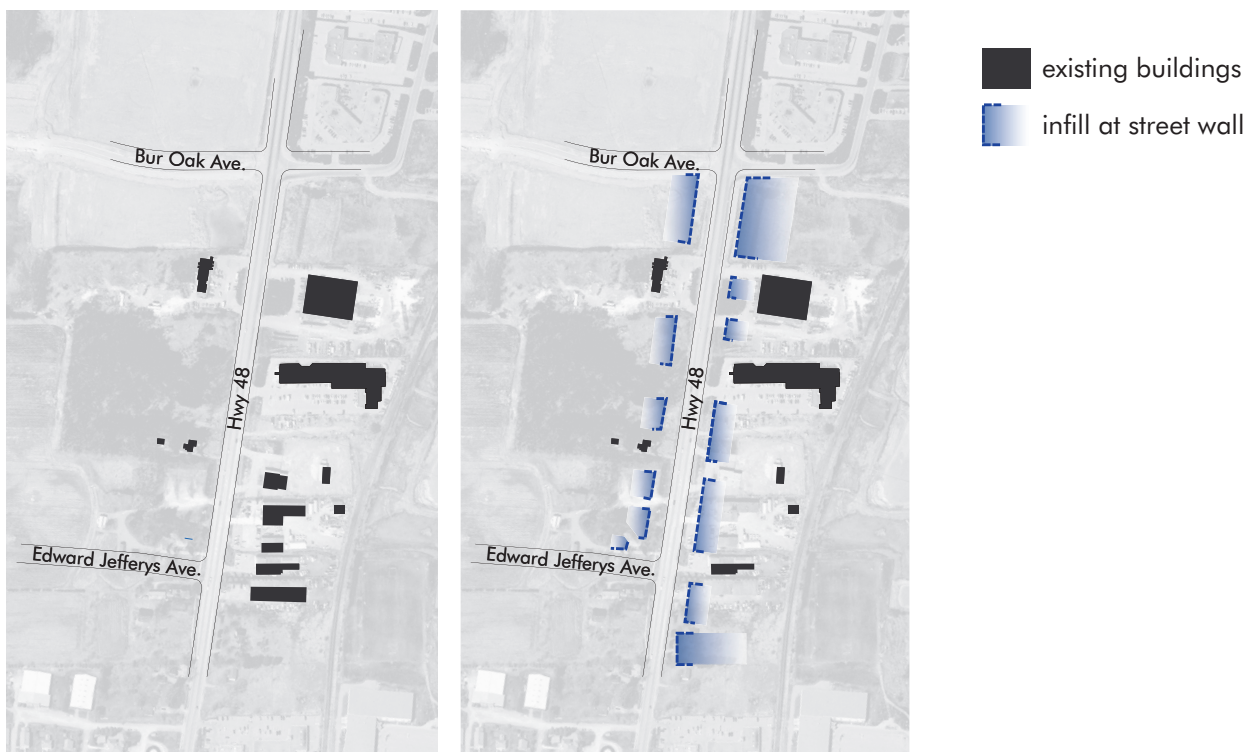 Bur Oak Ave.
Hwy 48
Edward Jefferys Ave.
Bur Oak Ave.
Hwy 48
Edward Jefferys Ave.
existing buildings
infill at street wall